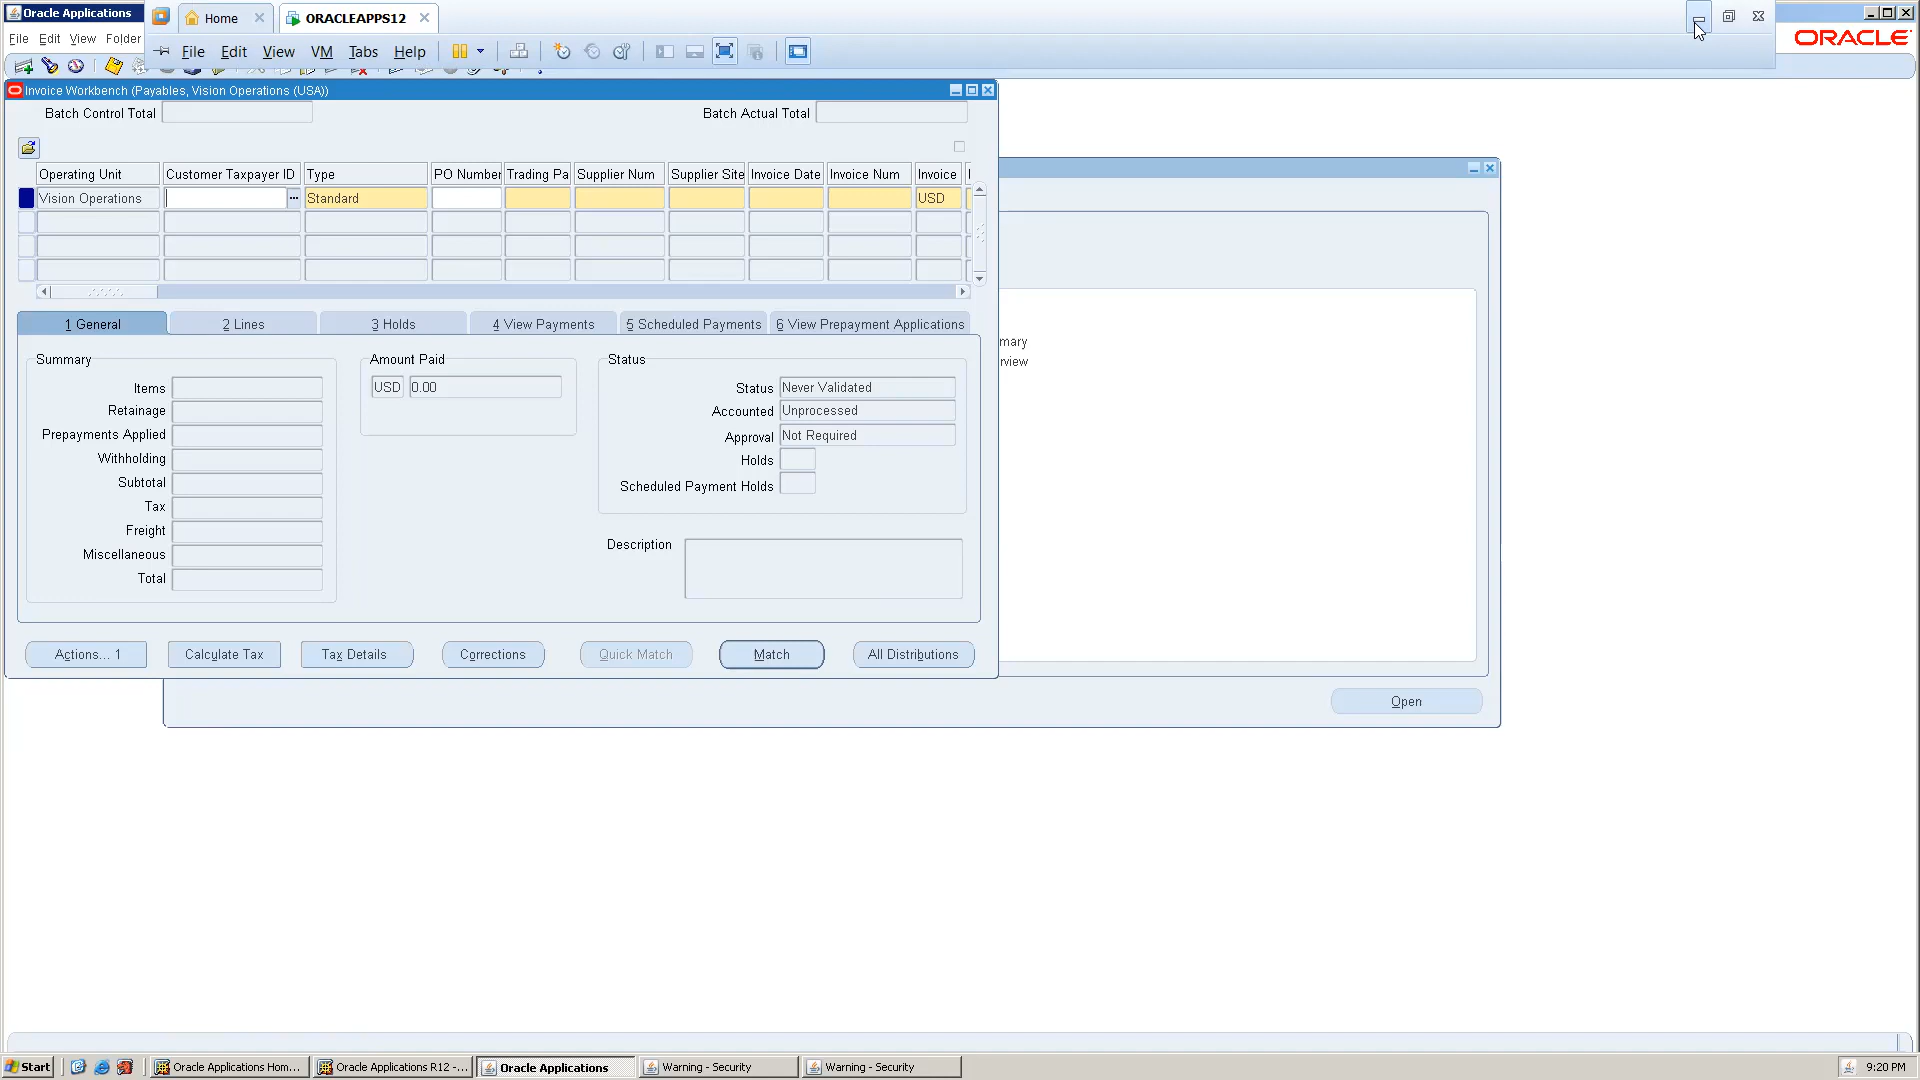 Oracle Applications
Home
ORACLEAPPS12
File Edit View Folder
File Edit View VM Tabs Help
ORACLE
Invoice Workbench (Payables, Vision Operations (USA))
Batch Control Total
Batch Actual Total
Operating Unit Customer Taxpayer ID Type PO Number Trading Pa Supplier Num Supplier Site Invoice Date Invoice Num Invoice
Vision Operations Standard USD
1 General 2 Lines 3 Holds 4 View Payments 5 Scheduled Payments 6 View Prepayment Applications
mary
rview
Summary
Items
Retainage
Prepayments Applied
Withholding
Subtotal
Tax
Freight
Miscellaneous
Total
Amount Paid
USD 0.00
Status
Status Never Validated
Accounted Unprocessed
Approval Not Required
Holds
Scheduled Payment Holds
Description
Actions... 1 Calculate Tax Tax Details Corrections Quick Match Match All Distributions
Open
Start Oracle Applications Hom... Oracle Applications R12 -... Oracle Applications Warning - Security Warning - Security 9:20 PM